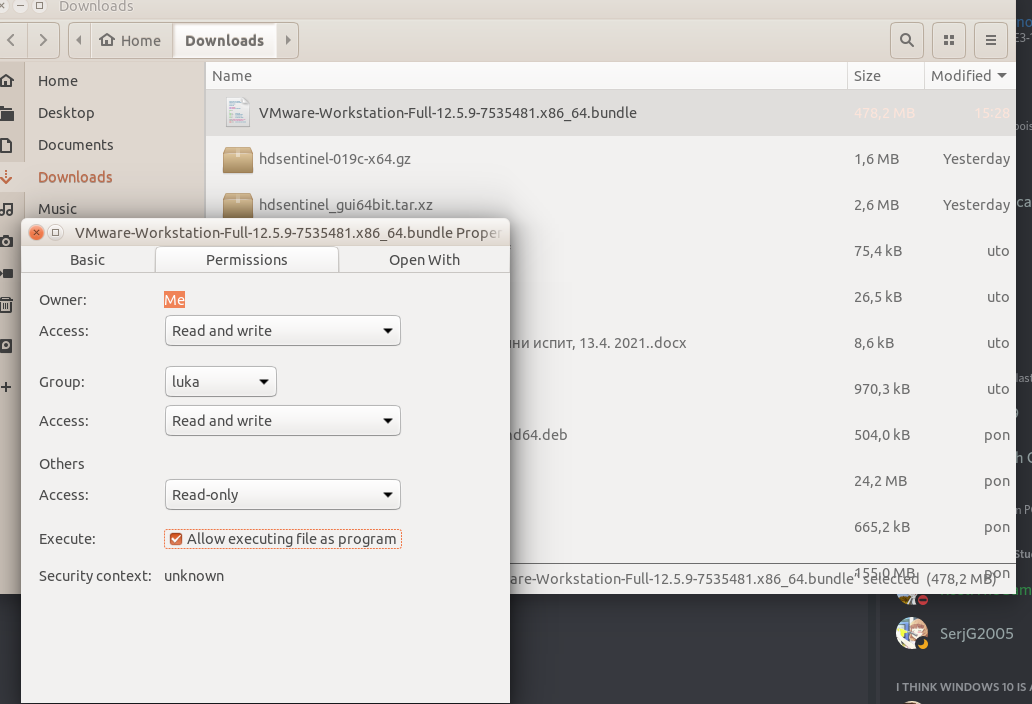 Downloads
Home
Downloads
Name
Size
Modified
Home
Desktop
Documents
Downloads
Music
VMware-Workstation-Full-12.5.9-7535481.x86_64.bundle
478,2 MB
15:28
hdsentinel-019c-x64.gz
1,6 MB
Yesterday
hdsentinel_gui64bit.tar.xz
2,6 MB
Yesterday
75,4 kB
uto
26,5 kB
uto
ни испит, 13.4. 2021..docx
8,6 kB
uto
970,3 kB
uto
d64.deb
504,0 kB
pon
24,2 MB
pon
665,2 kB
pon
155,0 MB
pon
are-Workstation-Full-12.5.9-7535481.x86_64.bundle" selected (478,2 MB)
VMware-Workstation-Full-12.5.9-7535481.x86_64.bundle Proper
Basic
Permissions
Open With
Owner:
Me
Access:
Read and write
Group:
luka
Access:
Read and write
Others
Access:
Read-only
Execute:
Allow executing file as program
Security context:
unknown
SerjG2005
I THINK WINDOWS 10 IS A